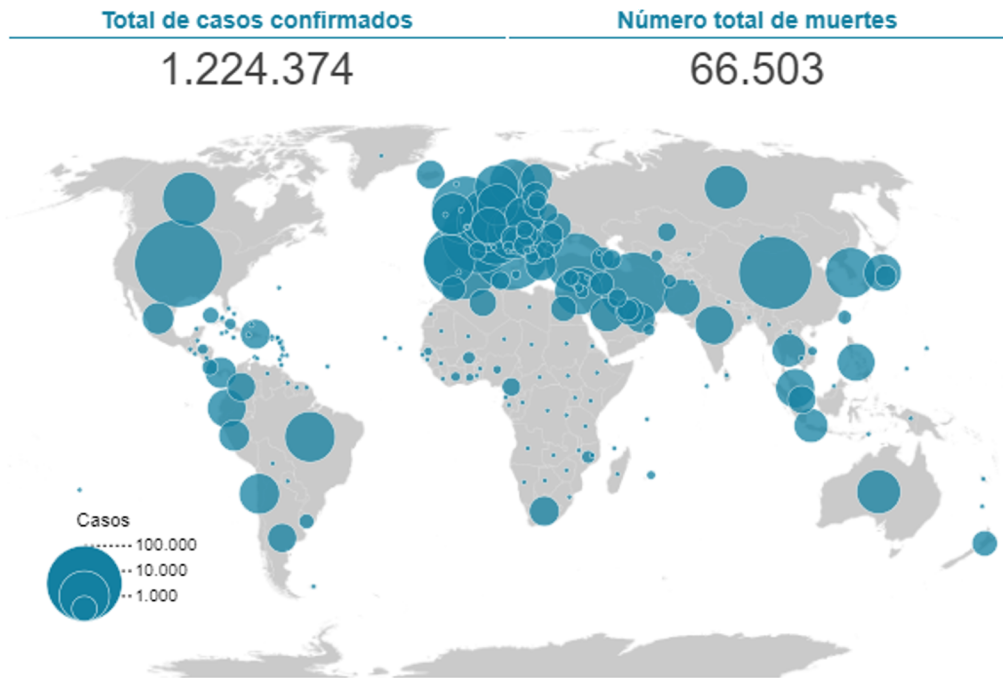 Total de casos confirmados
Número total de muertes
1.224.374
66.503
Casos
100.000
10.000
1.000